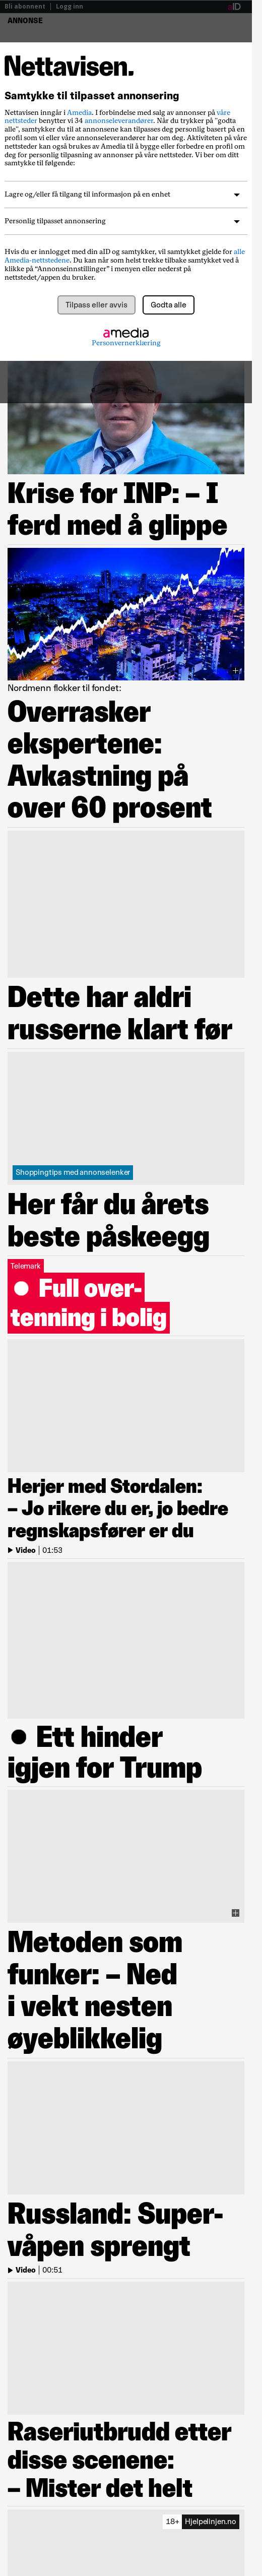 Bli abonnent | Logg inn
aID
ANNONSE
Nettavisen.
Samtykke til tilpasset annonsering
Nettavisen inngår i Amedia. I forbindelse med salg av annonser på våre
nettsteder benytter vi 34 annonseleverandører. Når du trykker på "godta
alle", samtykker du til at annonsene kan tilpasses deg personlig basert på en
profil som vi eller våre annonseleverandører har om deg. Aktiviteten på våre
nettsteder kan også brukes av Amedia til å bygge eller forbedre en profil om
deg for personlig tilpasning av annonser på våre nettsteder. Vi ber om ditt
samtykke til følgende:
Lagre og/eller få tilgang til informasjon på en enhet
Personlig tilpasset annonsering
Hvis du er innlogget med din aID og samtykker, vil samtykket gjelde for alle
Amedia-nettstedene. Du kan når som helst trekke tilbake samtykket ved å
klikke på “Annonseinnstillinger” i menyen eller nederst på
nettstedet/appen du bruker.
Tilpass eller avvis
Godta alle
amedia
Personvernerklæring
Krise for INP: – I
ferd med å glippe
Nordmenn flokker til fondet:
Overrasker
ekspertene:
Avkastning på
over 60 prosent
Dette har aldri
russerne klart før
Shoppingtips med annonselenker
Her får du årets
beste påskeegg
Telemark
● Full over-
tenning i bolig
Herjer med Stordalen:
– Jo rikere du er, jo bedre
regnskapsfører er du
Video | 01:53
● Ett hinder
igjen for Trump
Metoden som
funker: – Ned
i vekt nesten
øyeblikkelig
Russland: Super-
våpen sprengt
Video | 00:51
Raseriutbrudd etter
disse scenene:
– Mister det helt
18+ Hjelpelinjen.no